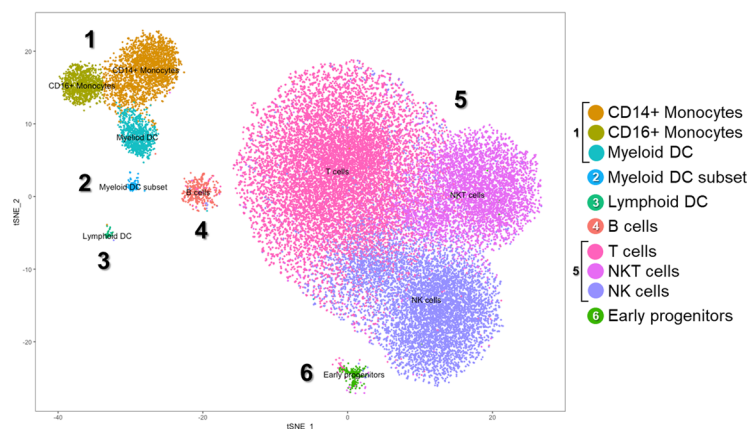 1
20
CD14+ Monocytes
CD16+ Monocytes
10
Myeloid DC
2
Myeloid DC subset
0
B cells
4
Lymphoid DC
3
-10
-20
5
T cells
NKT cells
NK cells
6
Early progenitors
-40
-20
0
20
tSNE_1
tSNE_2
1
CD14+ Monocytes
CD16+ Monocytes
Myeloid DC
2 Myeloid DC subset
3 Lymphoid DC
4 B cells
5
T cells
NKT cells
NK cells
6 Early progenitors